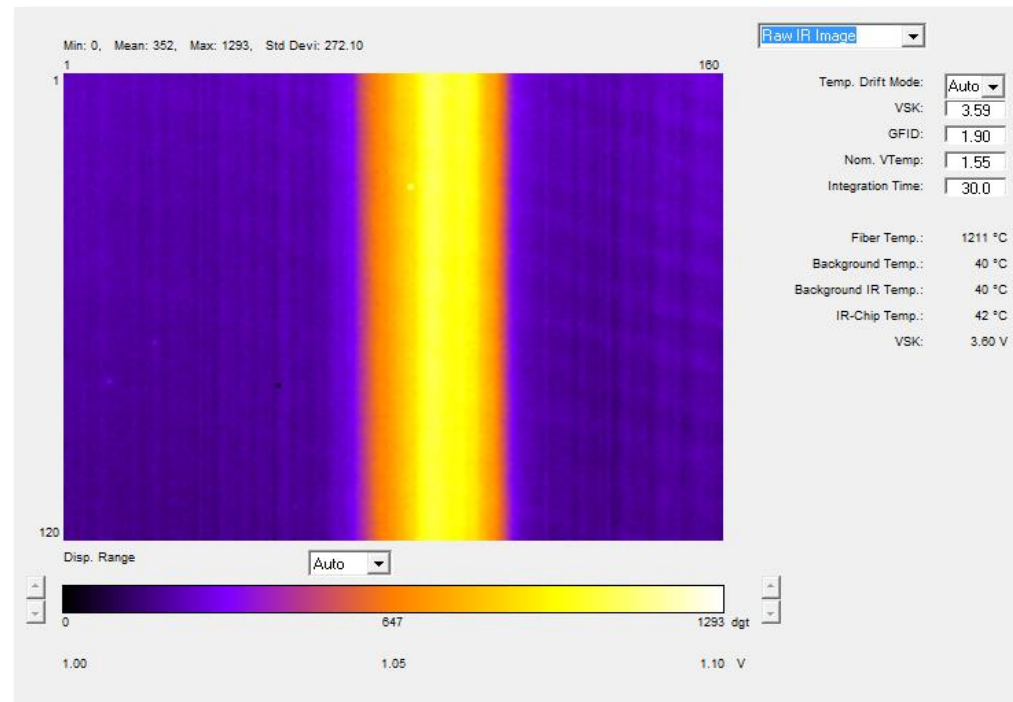 Min: 0, Mean: 352, Max: 1293, Std Devi: 272.10
Raw IR Image
1 160
1
120
Temp. Drift Mode: Auto
VSK: 3.59
GFID: 1.90
Nom. VTemp: 1.55
Integration Time: 30.0
Fiber Temp.: 1211 °C
Background Temp.: 40 °C
Background IR Temp.: 40 °C
IR-Chip Temp.: 42 °C
VSK: 3.60 V
Disp. Range Auto
0 647 1293 dgt
1.00 1.05 1.10 V